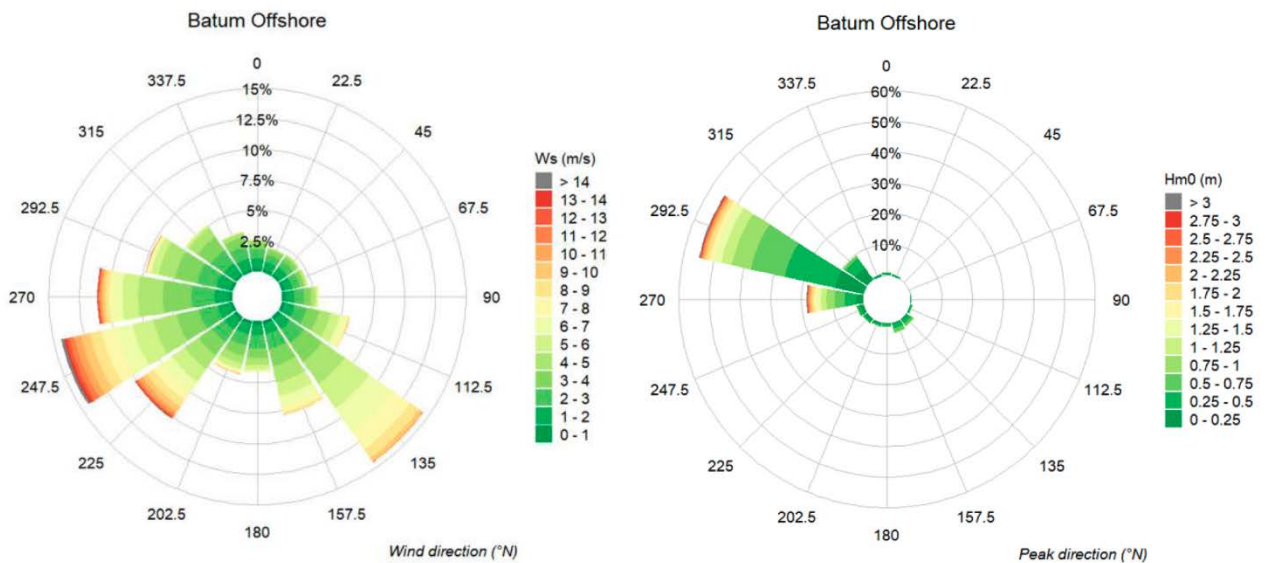 Batum Offshore
0
22.5
45
67.5
90
112.5
135
157.5
180
202.5
225
247.5
270
292.5
315
337.5
15%
12.5%
10%
7.5%
5%
2.5%
Wind direction (°N)
Ws (m/s)
> 14
13 - 14
12 - 13
11 - 12
10 - 11
9 - 10
8 - 9
7 - 8
6 - 7
5 - 6
4 - 5
3 - 4
2 - 3
1 - 2
0 - 1
Batum Offshore
0
22.5
45
67.5
90
112.5
135
157.5
180
202.5
225
247.5
270
292.5
315
337.5
60%
50%
40%
30%
20%
10%
Peak direction (°N)
Hm0 (m)
> 3
2.75 - 3
2.5 - 2.75
2.25 - 2.5
2 - 2.25
1.75 - 2
1.5 - 1.75
1.25 - 1.5
1 - 1.25
0.75 - 1
0.5 - 0.75
0.25 - 0.5
0 - 0.25